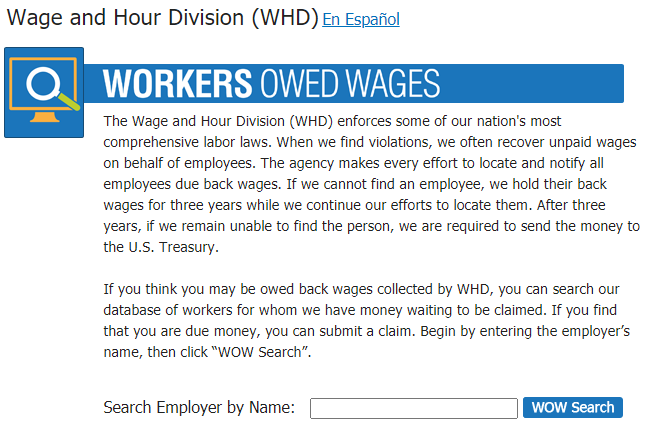 Wage and Hour Division (WHD) En Español
WORKERS OWED WAGES
The Wage and Hour Division (WHD) enforces some of our nation's most
comprehensive labor laws. When we find violations, we often recover unpaid wages
on behalf of employees. The agency makes every effort to locate and notify all
employees due back wages. If we cannot find an employee, we hold their back
wages for three years while we continue our efforts to locate them. After three
years, if we remain unable to find the person, we are required to send the money to
the U.S. Treasury.
If you think you may be owed back wages collected by WHD, you can search our
database of workers for whom we have money waiting to be claimed. If you find
that you are due money, you can submit a claim. Begin by entering the employer’s
name, then click “WOW Search”.
Search Employer by Name: WOW Search